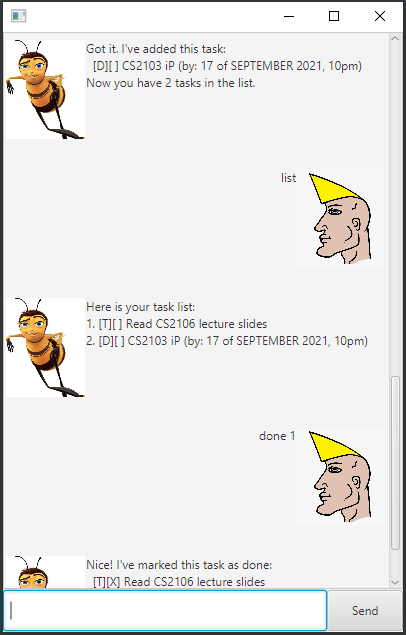 Got it. I've added this task:
[D][ ] CS2103 iP (by: 17 of SEPTEMBER 2021, 10pm)
Now you have 2 tasks in the list.
list
Here is your task list:
1. [T][ ] Read CS2106 lecture slides
2. [D][ ] CS2103 iP (by: 17 of SEPTEMBER 2021, 10pm)
done 1
Nice! I've marked this task as done:
[T][X] Read CS2106 lecture slides
Send